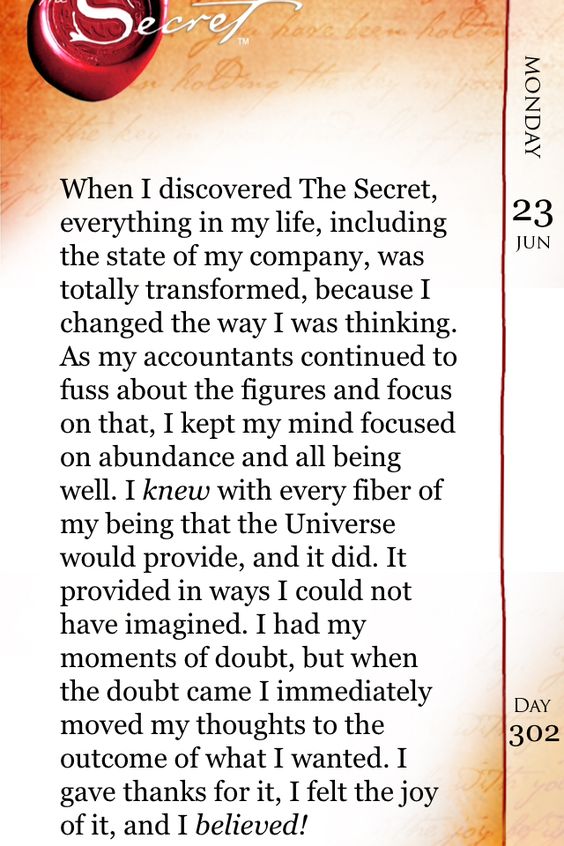 Secret™
When I discovered The Secret,
everything in my life, including
the state of my company, was
totally transformed, because I
changed the way I was thinking.
As my accountants continued to
fuss about the figures and focus
on that, I kept my mind focused
on abundance and all being
well. I knew with every fiber of
my being that the Universe
would provide, and it did. It
provided in ways I could not
have imagined. I had my
moments of doubt, but when
the doubt came I immediately
moved my thoughts to the
outcome of what I wanted. I
gave thanks for it, I felt the joy
of it, and I believed!
MONDAY
23
JUN
DAY
302